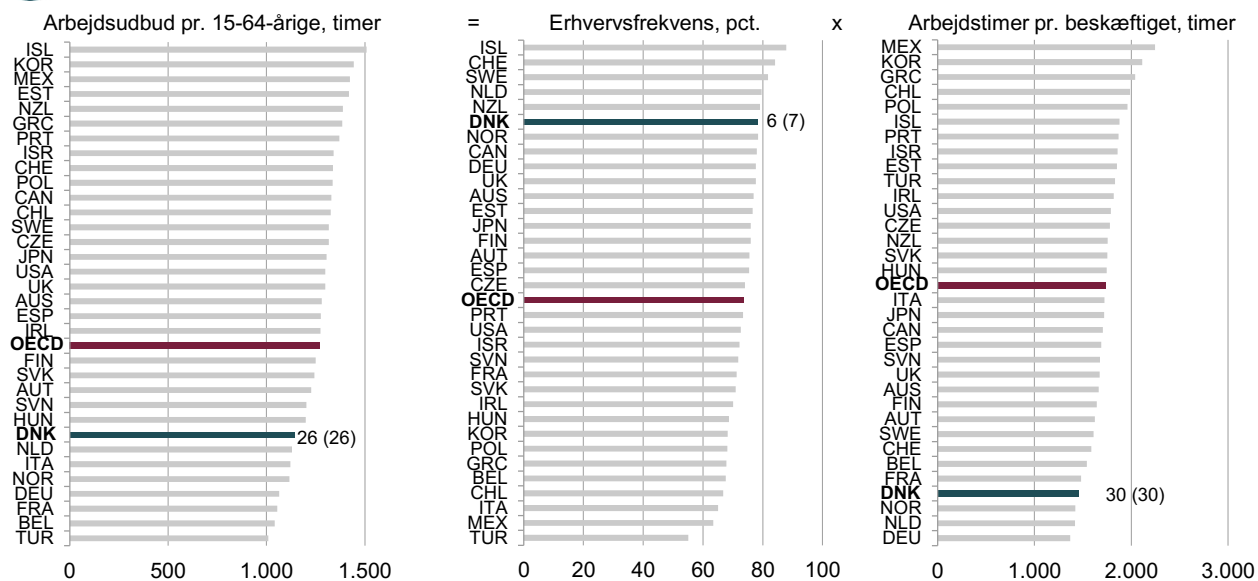 Arbejdsudbud pr. 15-64-årige, timer
ISL
KOR
MEX
EST
NZL
GRC
PRT
ISR
CHE
POL
CAN
CHL
SWE
CZE
JPN
USA
UK
AUS
ESP
IRL
OECD
FIN
SVK
AUT
SVN
HUN
DNK 26 (26)
NLD
ITA
NOR
DEU
FRA
BEL
TUR
0 500 1.000 1.500
=
Erhvervsfrekvens, pct.
ISL
CHE
SWE
NLD
NZL
DNK 6 (7)
NOR
CAN
DEU
UK
AUS
EST
JPN
FIN
AUT
ESP
CZE
OECD
PRT
USA
ISR
SVN
FRA
SVK
IRL
HUN
KOR
POL
GRC
BEL
CHL
ITA
MEX
TUR
0 20 40 60 80 100
x
Arbejdstimer pr. beskæftiget, timer
MEX
KOR
GRC
CHL
POL
ISL
PRT
ISR
EST
TUR
IRL
USA
CZE
NZL
SVK
HUN
OECD
ITA
JPN
CAN
ESP
SVN
UK
AUS
FIN
AUT
SWE
CHE
BEL
FRA
DNK 30 (30)
NOR
NLD
DEU
0 1.000 2.000 3.000